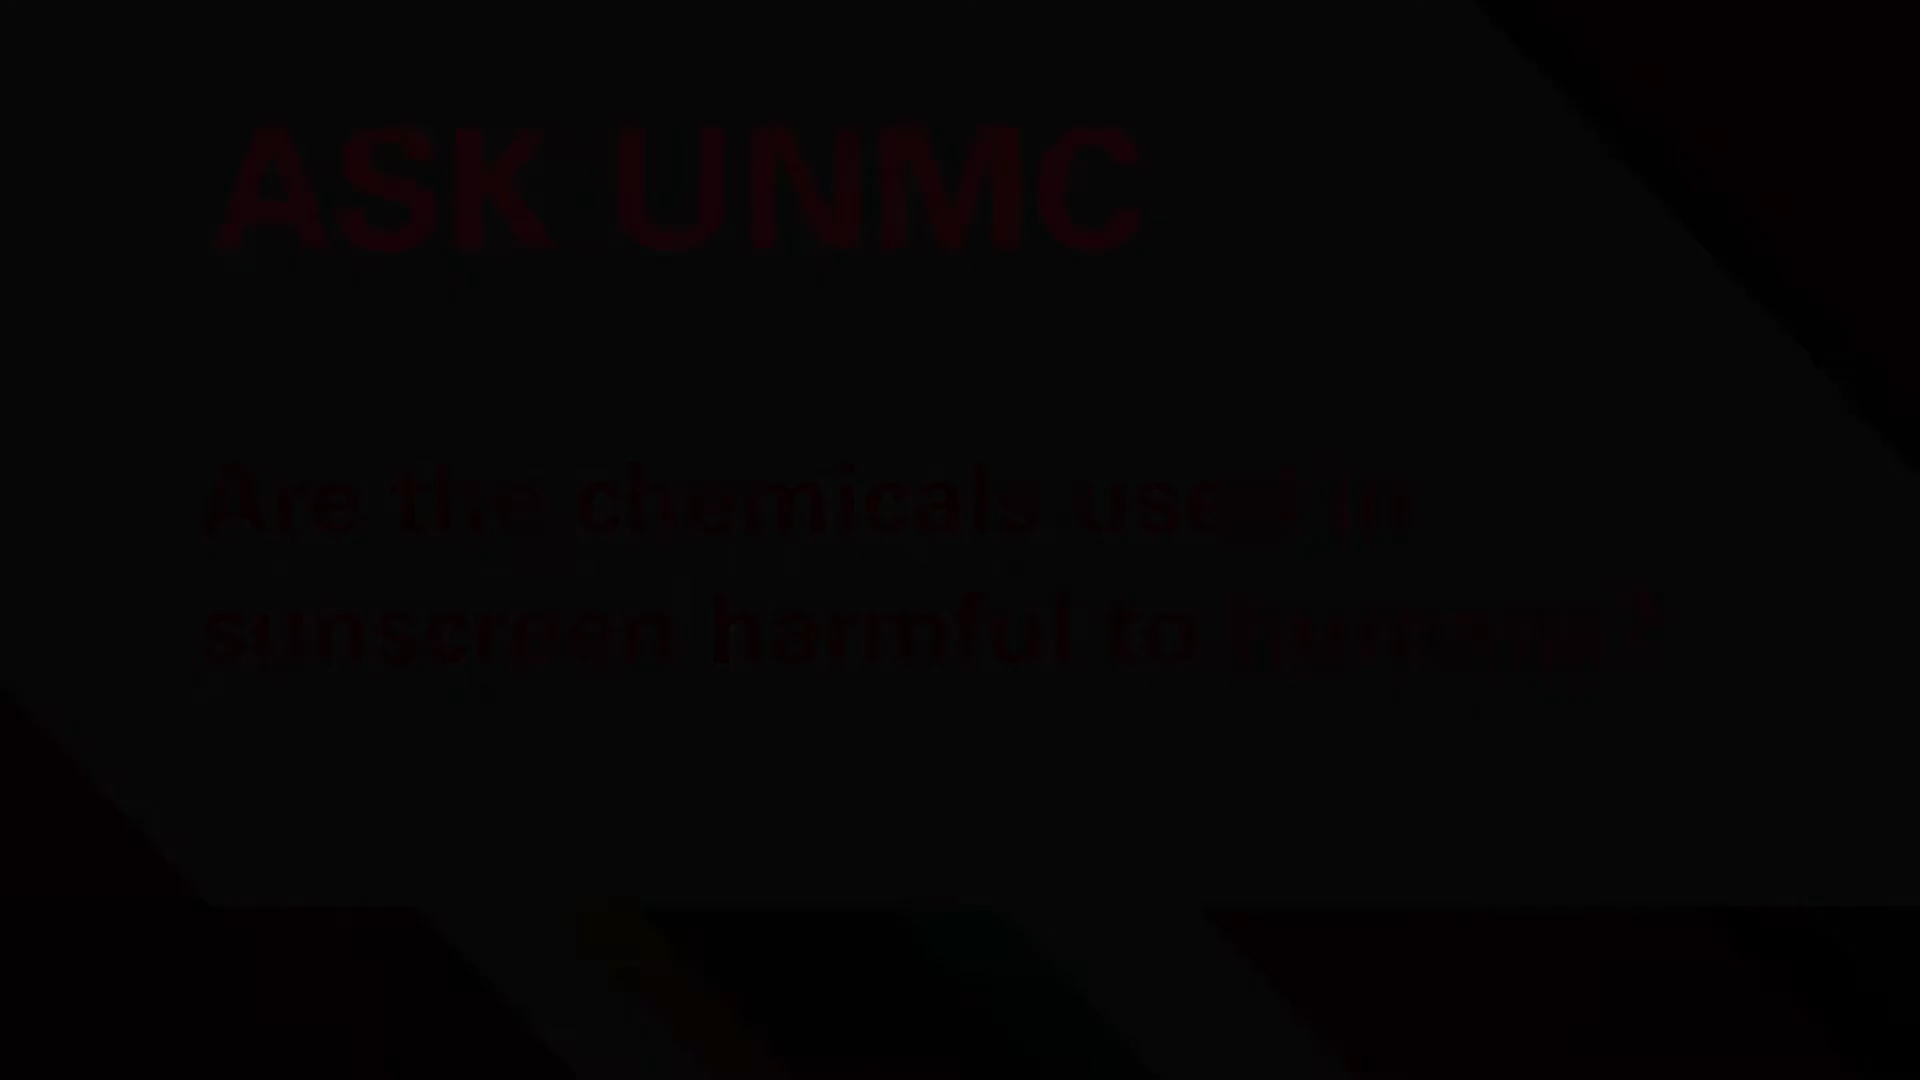 ASK UNMC
Are the chemicals used in
sunscreen harmful to